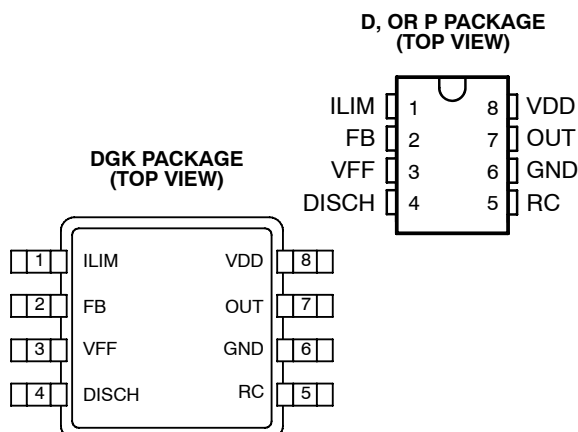 D, OR P PACKAGE
(TOP VIEW)
ILIM 1 8 VDD
FB 2 7 OUT
VFF 3 6 GND
DISCH 4 5 RC
DGK PACKAGE
(TOP VIEW)
1 ILIM VDD 8
2 FB OUT 7
3 VFF GND 6
4 DISCH RC 5